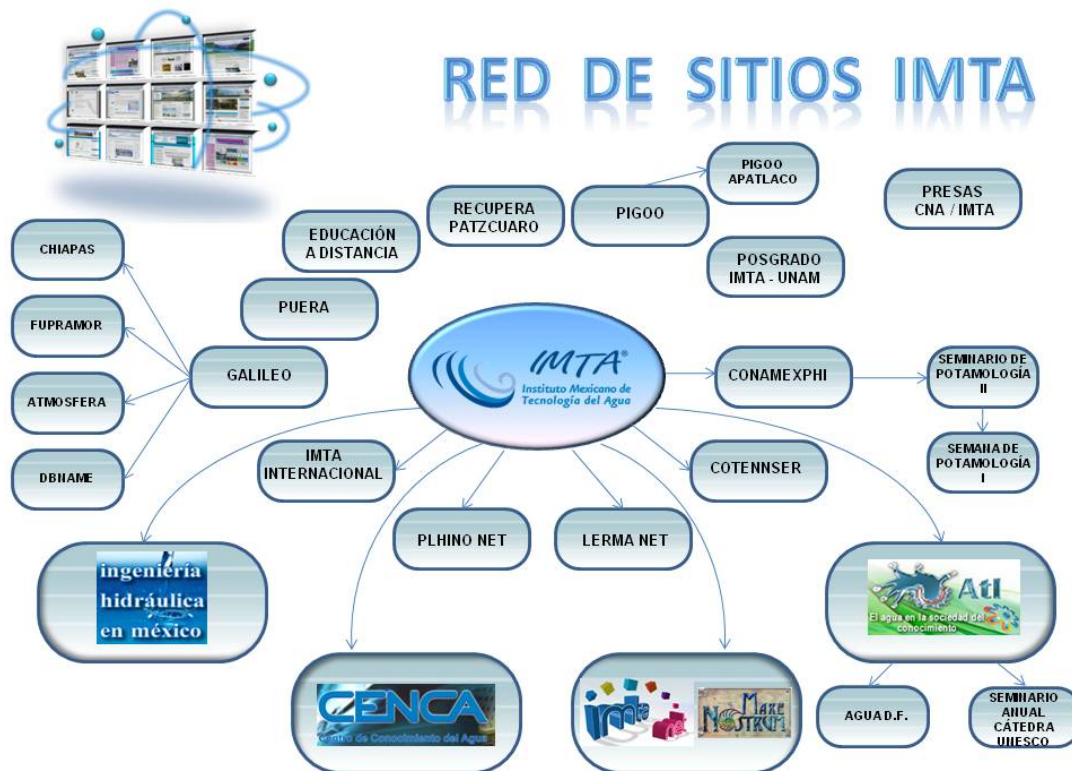 RED DE SITIOS IMTA
PIGOO
APATLACO
PRESAS
CNA / IMTA
RECUPERA
PATZCUARO
PIGOO
EDUCACIÓN
A DISTANCIA
CHIAPAS
POSGRADO
IMTA - UNAM
PUERA
FUPRAMOR
GALILEO
IMTA®
Instituto Mexicano de
Tecnología del Agua
CONAMEXPHI
SEMINARIO DE
POTAMOLOGÍA
II
ATMOSFERA
IMTA
INTERNACIONAL
COTENNSER
SEMANA DE
POTAMOLOGÍA
I
DBNAME
PLHINO NET
LERMA NET
ingeniería
hidráulica
en méxico
Atl
El agua en la sociedad del
conocimiento
CENCA
Centro de Conocimiento del Agua
imta
MARE
NOSTRUM
AGUA D.F.
SEMINARIO
ANUAL
CÁTEDRA
UNESCO